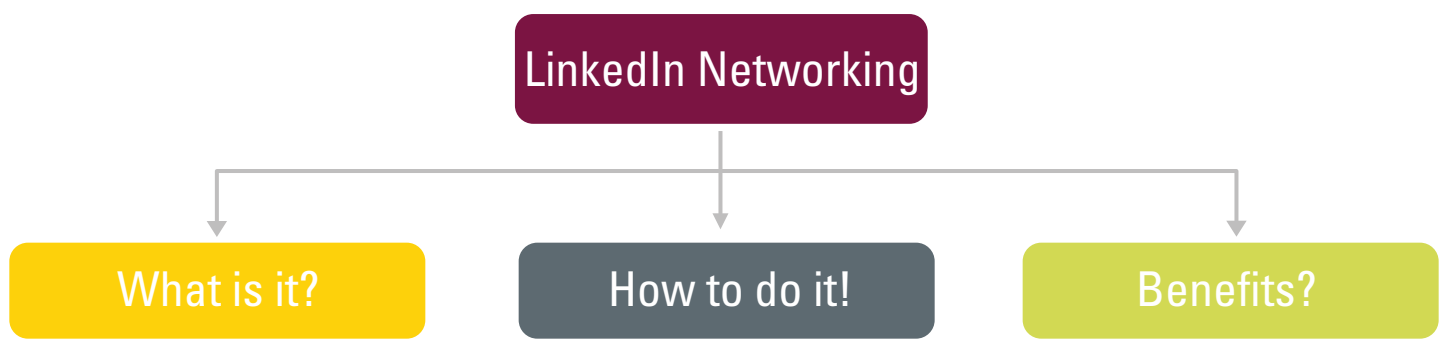 LinkedIn Networking
What is it?
How to do it!
Benefits?